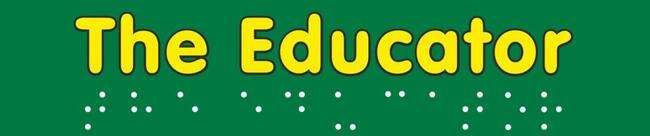 The Educator
⠞⠓⠑ ⠑⠙⠥⠉⠁⠞⠕⠗